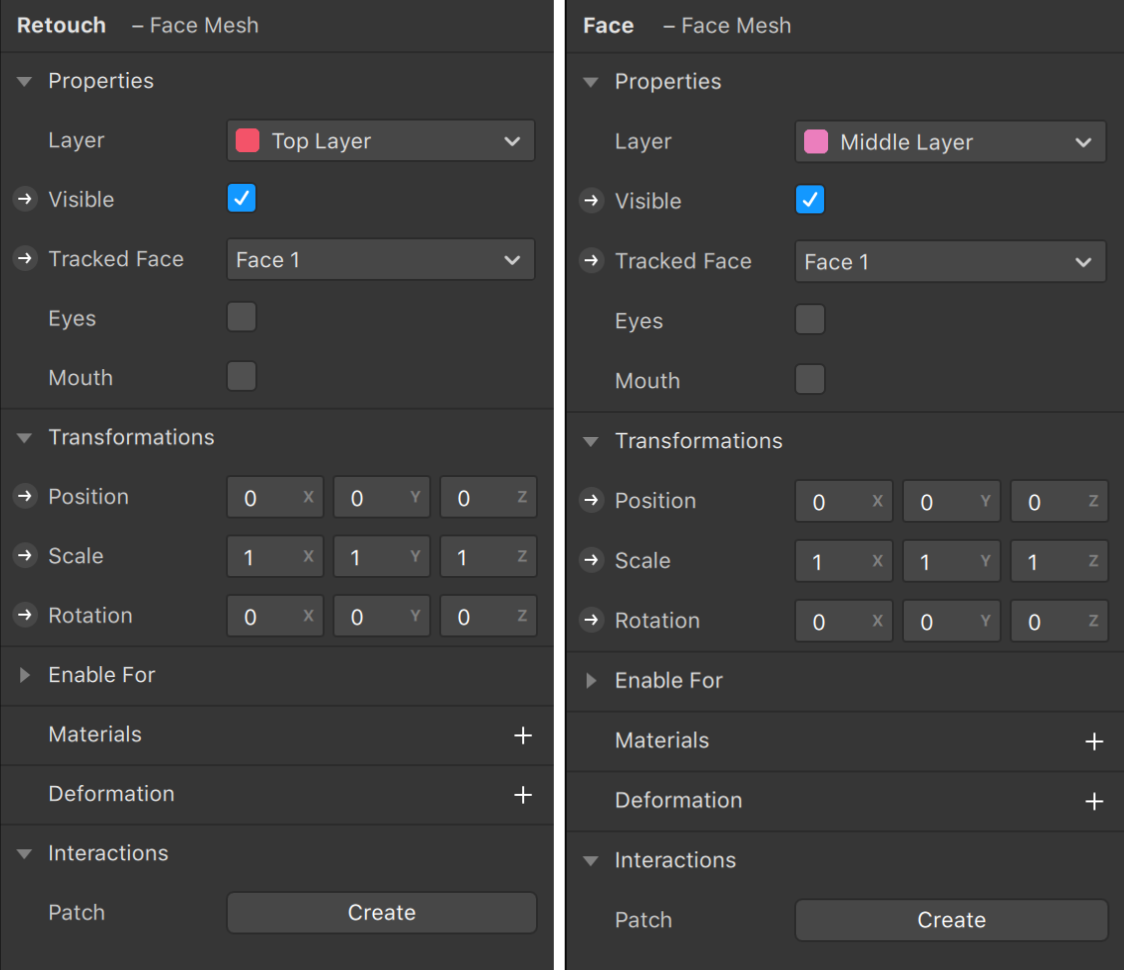 Retouch – Face Mesh
Properties
Layer Top Layer
Visible
Tracked Face Face 1
Eyes
Mouth
Transformations
Position 0 X 0 Y 0 Z
Scale 1 X 1 Y 1 Z
Rotation 0 X 0 Y 0 Z
Enable For
Materials +
Deformation +
Interactions
Patch Create
Face – Face Mesh
Properties
Layer Middle Layer
Visible
Tracked Face Face 1
Eyes
Mouth
Transformations
Position 0 X 0 Y 0 Z
Scale 1 X 1 Y 1 Z
Rotation 0 X 0 Y 0 Z
Enable For
Materials +
Deformation +
Interactions
Patch Create